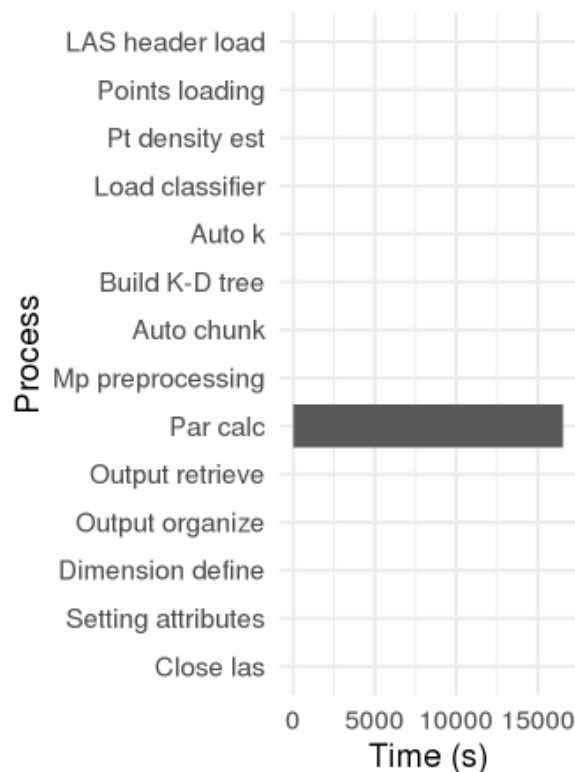 LAS header load
Points loading
Pt density est
Load classifier
Auto k
Build K-D tree
Auto chunk
Mp preprocessing
Par calc
Output retrieve
Output organize
Dimension define
Setting attributes
Close las
Process
0 5000 10000 15000
Time (s)